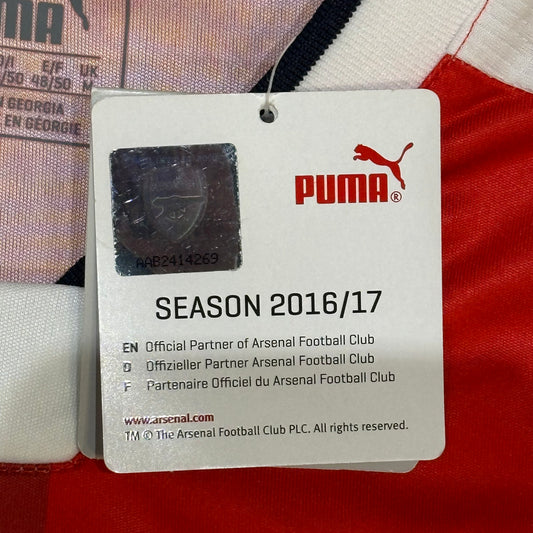 PUMA
D/I E/F UK
/50 48/50 M
N GEORGIA
EN GÉORGIE
PUMA®
AAB2414269
SEASON 2016/17
EN Official Partner of Arsenal Football Club
D Offizieller Partner Arsenal Football Club
F Partenaire Officiel du Arsenal Football Club
www.arsenal.com
TM © The Arsenal Football Club PLC. All rights reserved.